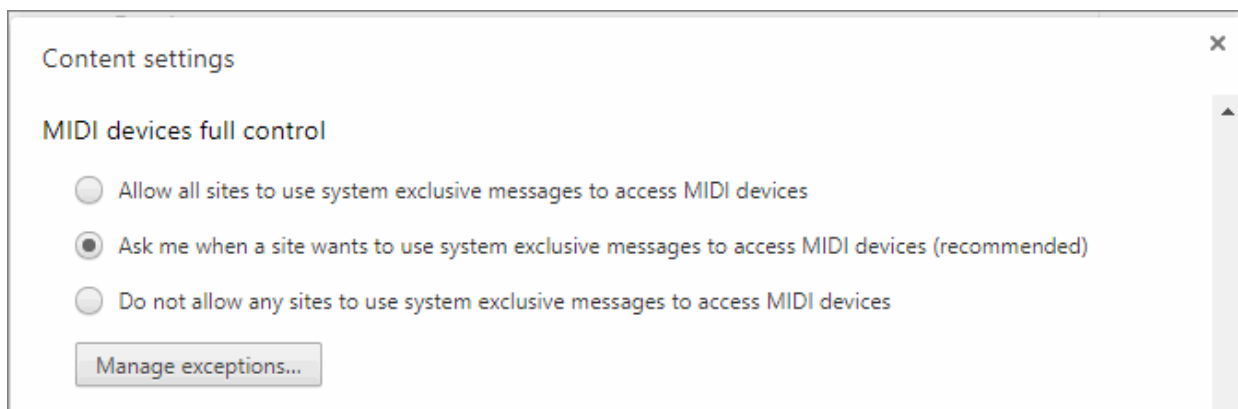 Content settings
MIDI devices full control
Allow all sites to use system exclusive messages to access MIDI devices
Ask me when a site wants to use system exclusive messages to access MIDI devices (recommended)
Do not allow any sites to use system exclusive messages to access MIDI devices
Manage exceptions...